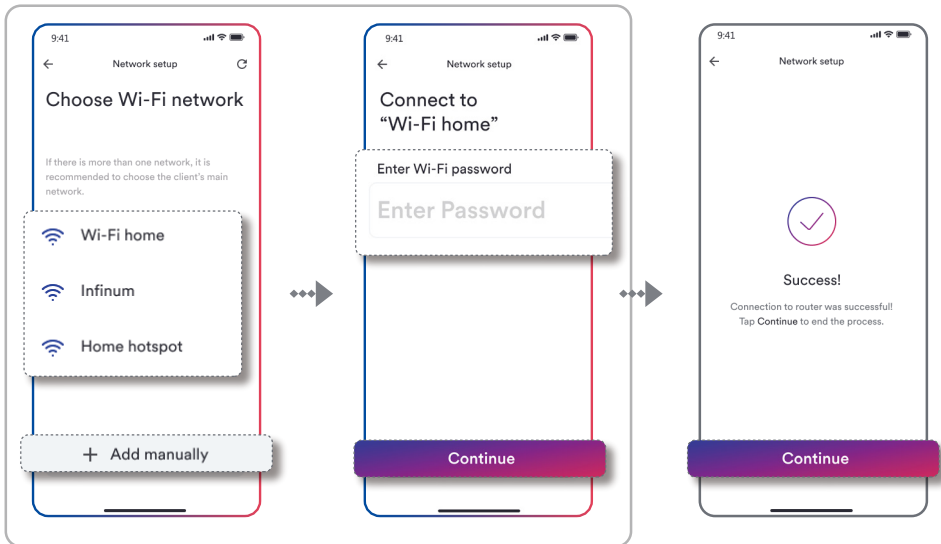 9:41
Network setup
Choose Wi-Fi network
If there is more than one network, it is
recommended to choose the client's main
network.
Wi-Fi home
Infinum
Home hotspot
+ Add manually
9:41
Network setup
Connect to
“Wi-Fi home”
Enter Wi-Fi password
Enter Password
Continue
9:41
Network setup
Success!
Connection to router was successful!
Tap Continue to end the process.
Continue